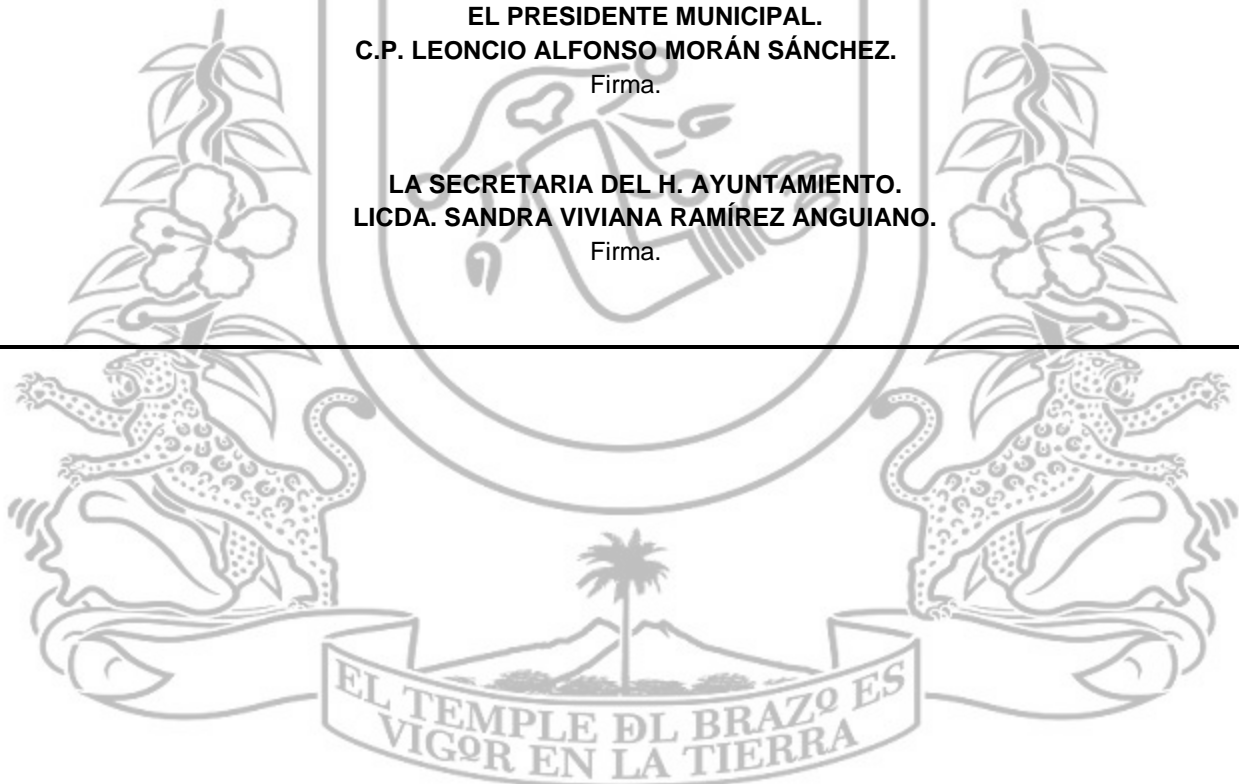 EL PRESIDENTE MUNICIPAL.
C.P. LEONCIO ALFONSO MORÁN SÁNCHEZ.
Firma.
LA SECRETARIA DEL H. AYUNTAMIENTO.
LICDA. SANDRA VIVIANA RAMÍREZ ANGUIANO.
Firma.
EL TEMPLE ĐL BRAZº ES
VIGºR EN LA TIERRA